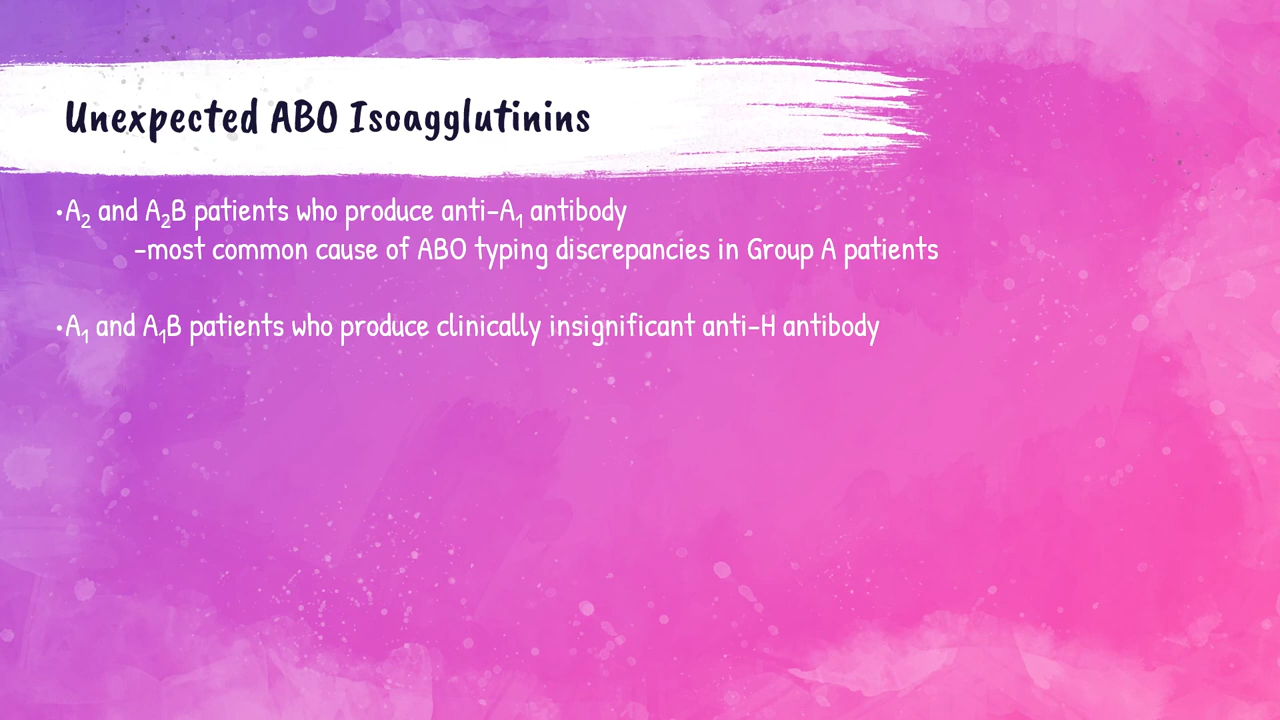 Unexpected ABO Isoagglutinins
•A₂ and A₂B patients who produce anti-A₁ antibody
-most common cause of ABO typing discrepancies in Group A patients
•A₁ and A₁B patients who produce clinically insignificant anti-H antibody